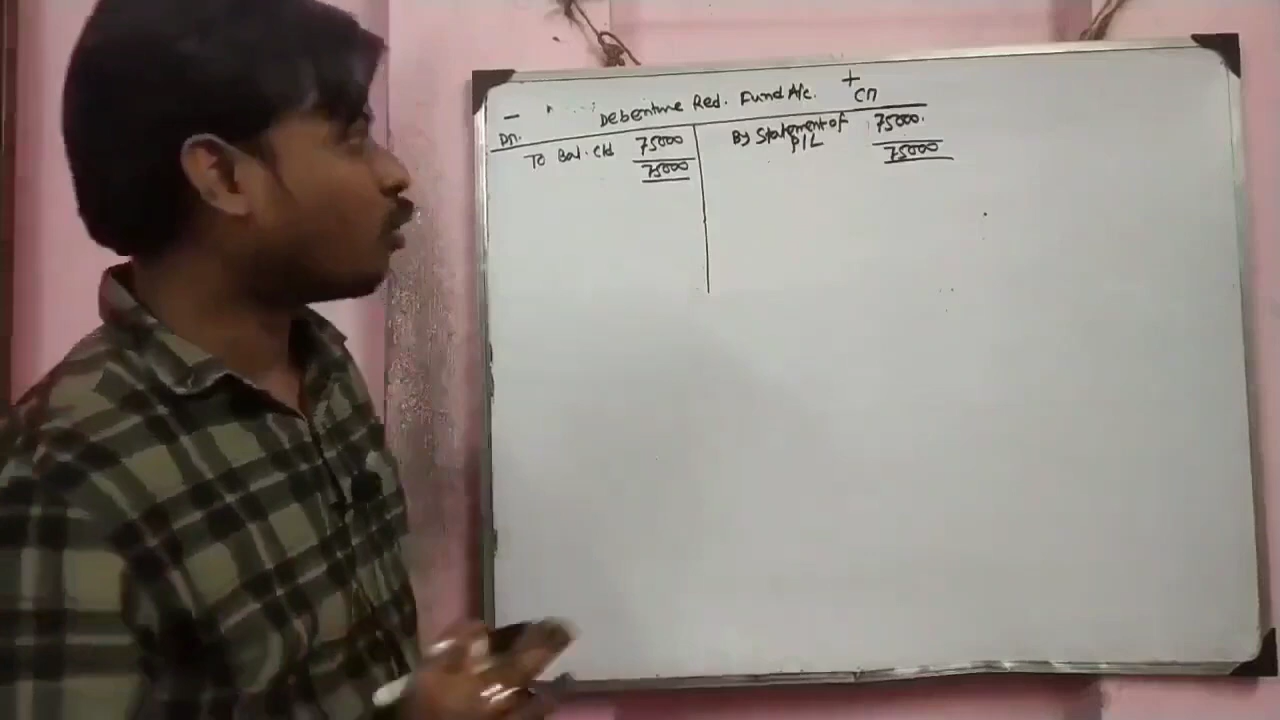 Debenture Red. Fund A/c.
− +
Dr. Cr
To Bal. c/d 75000 By Statement of 75000.
P/L
75000 75000